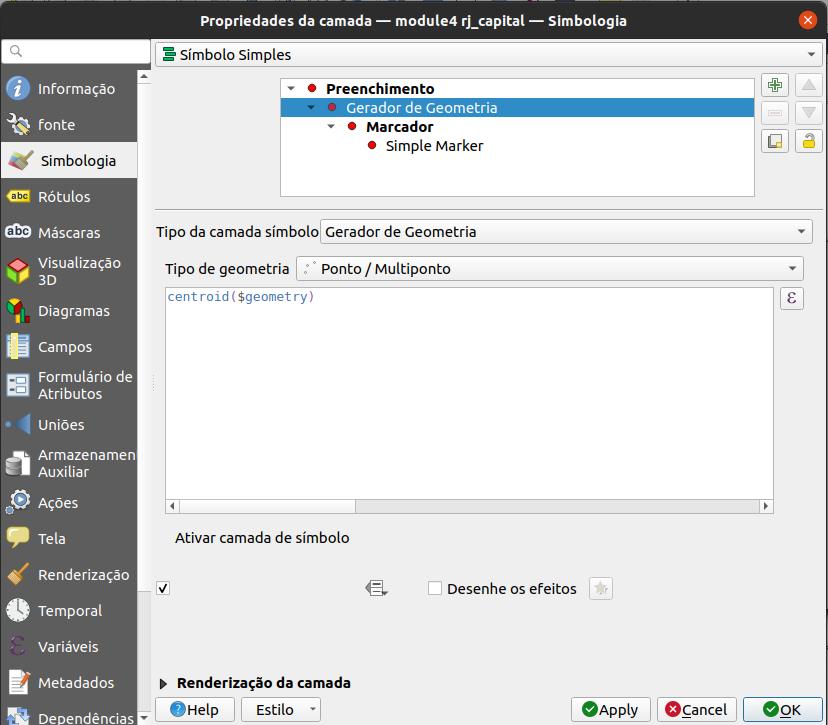 Propriedades da camada — module4 rj_capital — Simbologia
Símbolo Simples
Informação
fonte
Simbologia
abc Rótulos
abc Máscaras
Visualização
3D
Diagramas
Campos
Formulário de
Atributos
Uniões
Armazenamen
Auxiliar
Ações
Tela
Renderização
Temporal
Variáveis
Metadados
Dependências
Preenchimento
Gerador de Geometria
Marcador
Simple Marker
Tipo da camada símbolo Gerador de Geometria
Tipo de geometria Ponto / Multiponto
centroid($geometry)
ε
Ativar camada de símbolo
Desenhe os efeitos
Renderização da camada
Help
Estilo
Apply
Cancel
OK